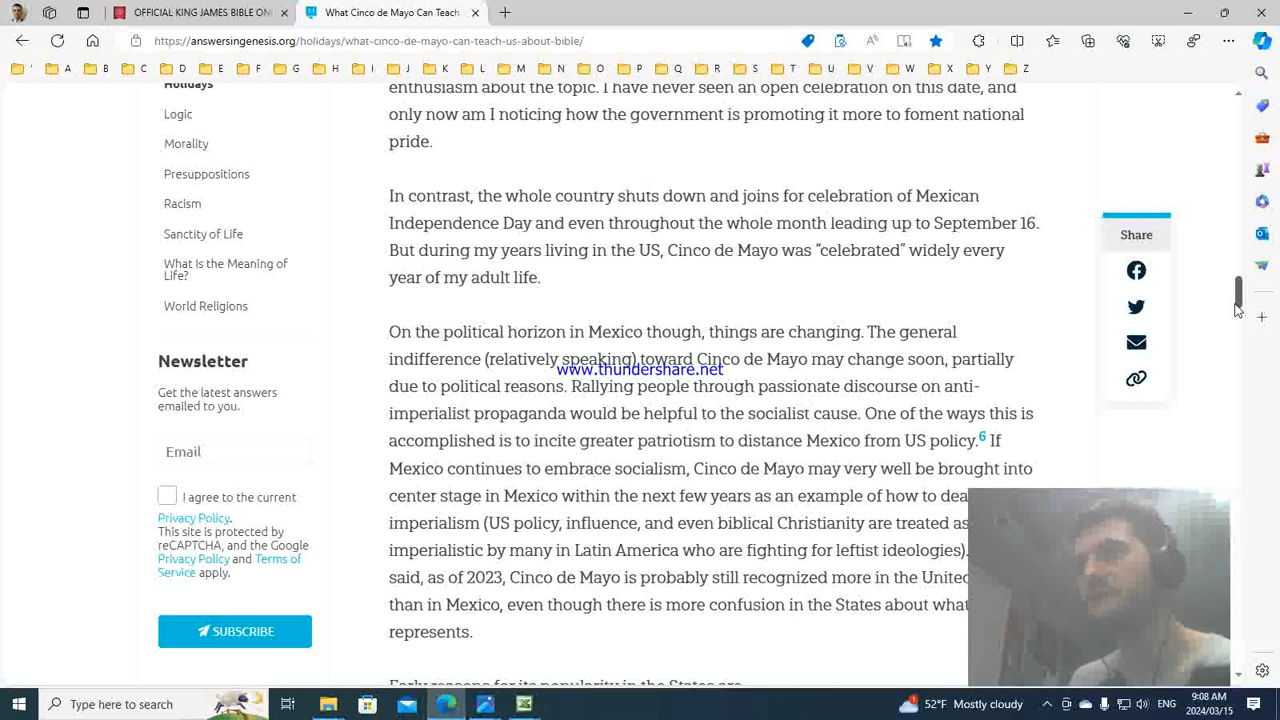 OFFICIAL KING JAMES BIBLE ONL
What Cinco de Mayo Can Teach
https://answersingenesis.org/holidays/what-cinco-de-mayo-can-teach-us-about-bible/
' A B C D E F G H I J K L M N O P Q R S T U V W X Y Z
Holidays
Logic
Morality
Presuppositions
Racism
Sanctity of Life
What Is the Meaning of
Life?
World Religions
Newsletter
Get the latest answers
emailed to you.
Email
I agree to the current
Privacy Policy.
This site is protected by
reCAPTCHA, and the Google
Privacy Policy and Terms of
Service apply.
SUBSCRIBE
enthusiasm about the topic. I have never seen an open celebration on this date, and
only now am I noticing how the government is promoting it more to foment national
pride.
In contrast, the whole country shuts down and joins for celebration of Mexican
Independence Day and even throughout the whole month leading up to September 16.
But during my years living in the US, Cinco de Mayo was “celebrated” widely every
year of my adult life.
On the political horizon in Mexico though, things are changing. The general
indifference (relatively speaking) toward Cinco de Mayo may change soon, partially
www.thundershare.net
due to political reasons. Rallying people through passionate discourse on anti-
imperialist propaganda would be helpful to the socialist cause. One of the ways this is
accomplished is to incite greater patriotism to distance Mexico from US policy.6 If
Mexico continues to embrace socialism, Cinco de Mayo may very well be brought into
center stage in Mexico within the next few years as an example of how to dea
imperialism (US policy, influence, and even biblical Christianity are treated as
imperialistic by many in Latin America who are fighting for leftist ideologies).
said, as of 2023, Cinco de Mayo is probably still recognized more in the United
than in Mexico, even though there is more confusion in the States about what
represents.
Early reasons for its popularity in the States are
Share
Type here to search
52°F Mostly cloudy
ENG
9:08 AM
2024/03/15